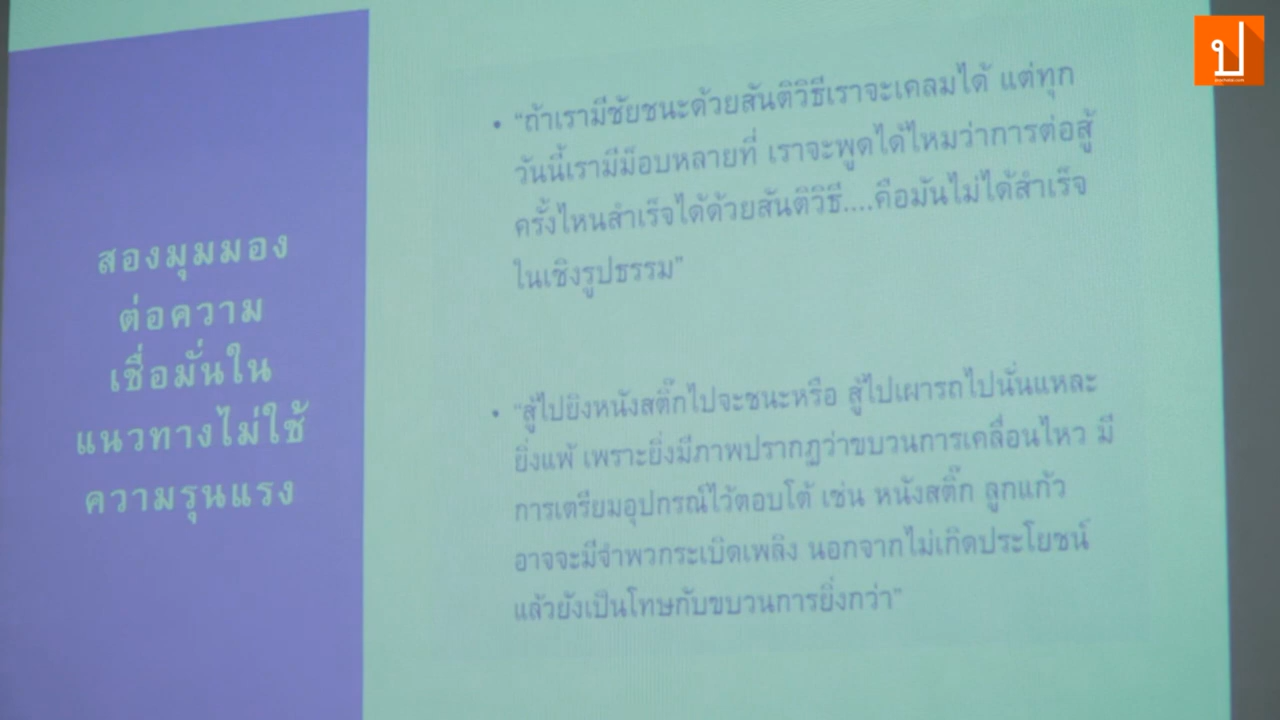 ป
สองมุมมอง
ต่อความ
เชื่อมั่นใน
แนวทางไม่ใช้
ความรุนแรง
• “ถ้าเรามีชัยชนะด้วยสันติวิธีเราจะเคลมได้ แต่ทุก
วันนี้เรามีม็อบหลายที่ เราจะพูดได้ไหมว่าการต่อสู้
ครั้งไหนสำเร็จได้ด้วยสันติวิธี....คือมันไม่ได้สำเร็จ
ในเชิงรูปธรรม”
• “สู้ไปยิงหนังสติ๊กไปจะชนะหรือ สู้ไปเผารถไปนั่นแหละ
ยิ่งแพ้ เพราะยิ่งมีภาพปรากฏว่าขบวนการเคลื่อนไหว มี
การเตรียมอุปกรณ์ไว้ตอบโต้ เช่น หนังสติ๊ก ลูกแก้ว
อาจจะมีจำพวกระเบิดเพลิง นอกจากไม่เกิดประโยชน์
แล้วยังเป็นโทษกับขบวนการยิ่งกว่า”